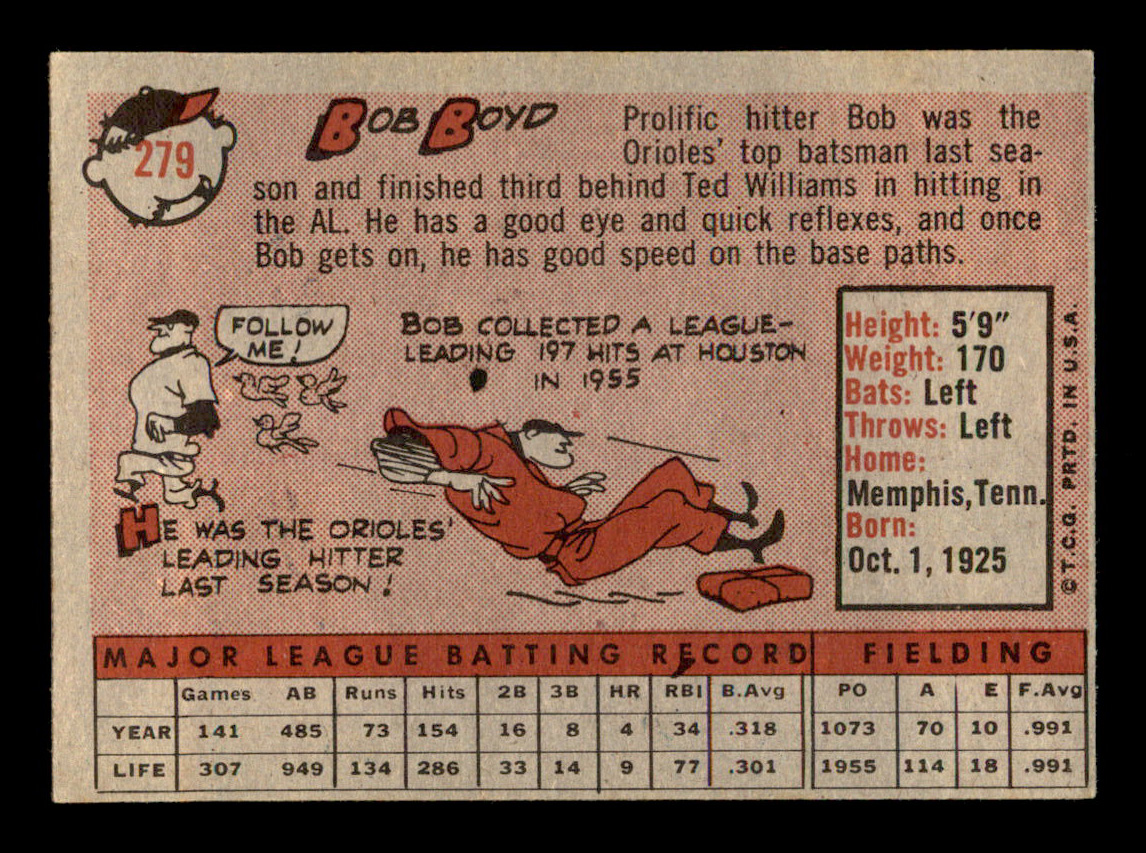 279
BOB BOYD
Prolific hitter Bob was the
Orioles' top batsman last sea-
son and finished third behind Ted Williams in hitting in
the AL. He has a good eye and quick reflexes, and once
Bob gets on, he has good speed on the base paths.
FOLLOW
ME!
BOB COLLECTED A LEAGUE-
LEADING 197 HITS AT HOUSTON
IN 1955
HE WAS THE ORIOLES'
LEADING HITTER
LAST SEASON!
Height: 5'9"
Weight: 170
Bats: Left
Throws: Left
Home:
Memphis, Tenn.
Born:
Oct. 1, 1925
© T.C.G. PRTD. IN U.S.A.
MAJOR LEAGUE BATTING RECORD FIELDING
Games AB Runs Hits 2B 3B HR RBI B.Avg PO A E F.Avg
YEAR 141 485 73 154 16 8 4 34 .318 1073 70 10 .991
LIFE 307 949 134 286 33 14 9 77 .301 1955 114 18 .991